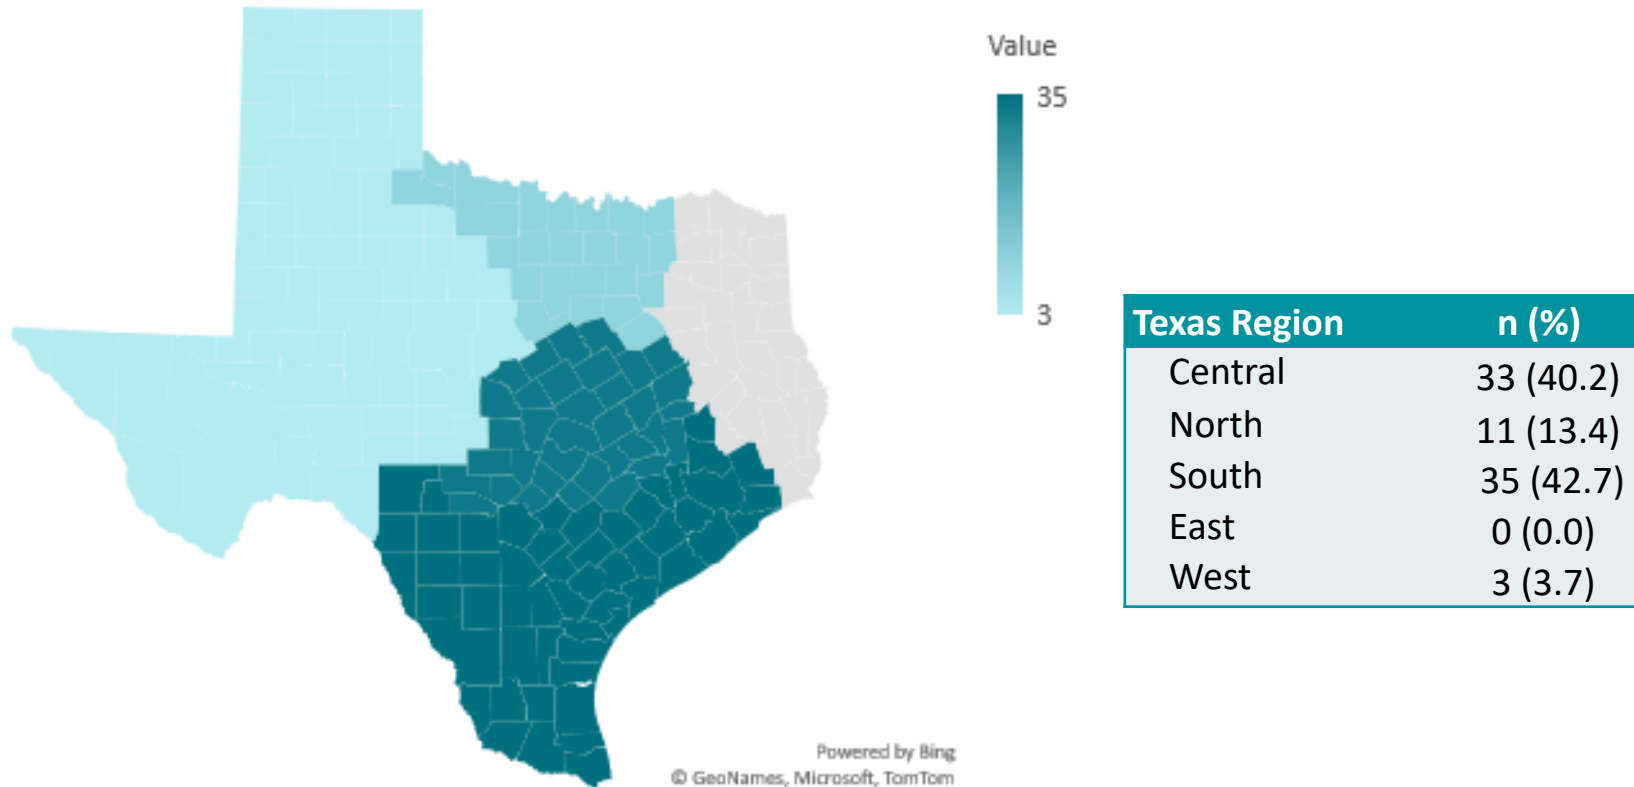 Value
35
3
Texas Region n (%)
Central 33 (40.2)
North 11 (13.4)
South 35 (42.7)
East 0 (0.0)
West 3 (3.7)
Powered by Bing
© GeoNames, Microsoft, TomTom